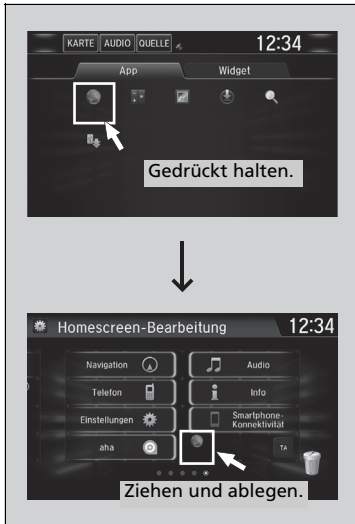 KARTE AUDIO QUELLE 12:34
App Widget
Gedrückt halten.
Homescreen-Bearbeitung 12:34
Navigation Audio
Telefon Info
Einstellungen Smartphone-
Konnektivität
aha TA
Ziehen und ablegen.